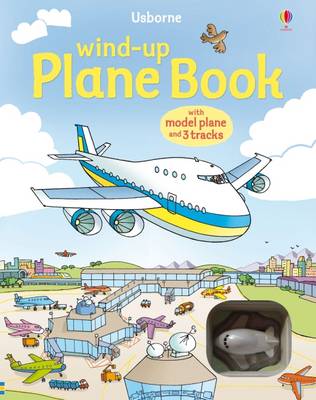 Usborne
wind-up
Plane Book
with
model plane
and 3 tracks